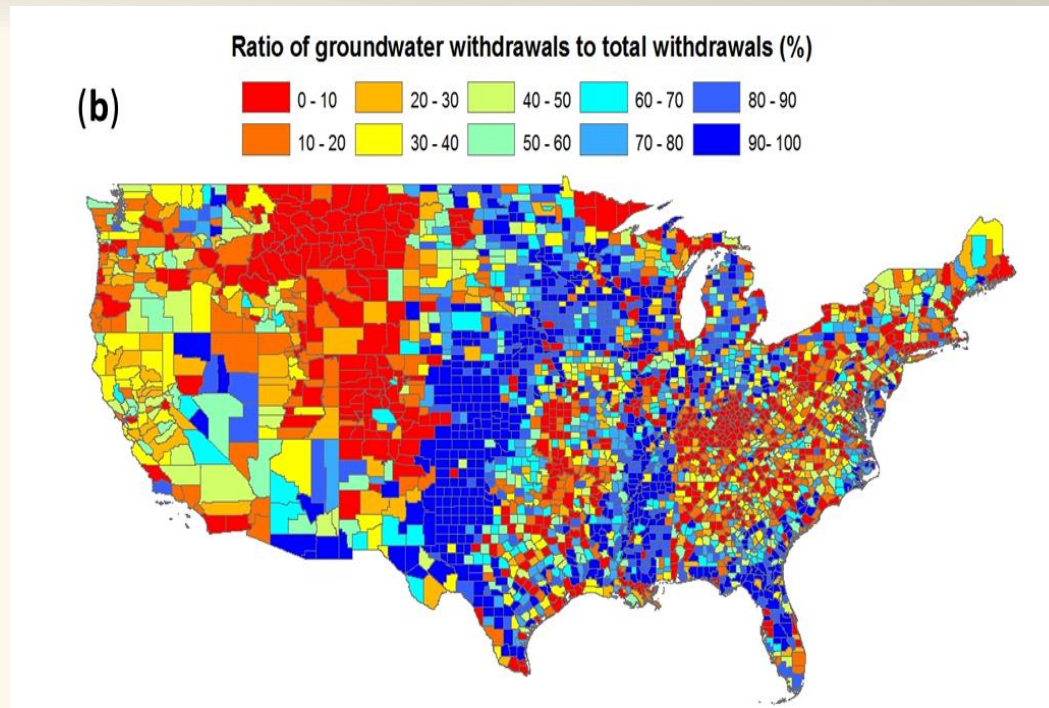 Ratio of groundwater withdrawals to total withdrawals (%)
(b)
0 - 10 20 - 30 40 - 50 60 - 70 80 - 90
10 - 20 30 - 40 50 - 60 70 - 80 90- 100